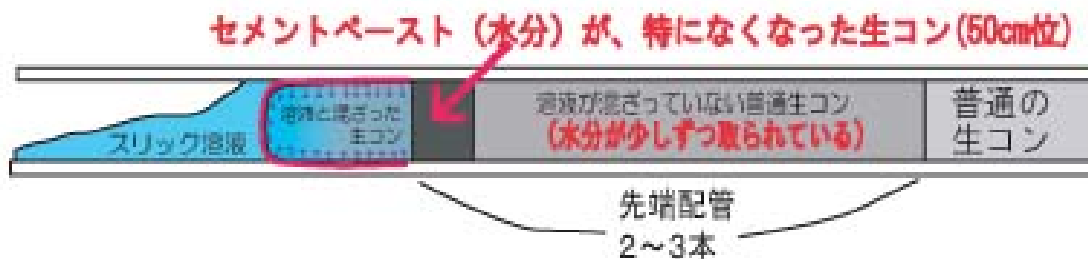 セメントペースト（水分）が、特になくなった生コン(50cm位)
スリック溶液
溶液と混ざった
生コン
溶液が混ざっていない普通生コン
（水分が少しずつ取られている）
普通の
生コン
先端配管
2～3本